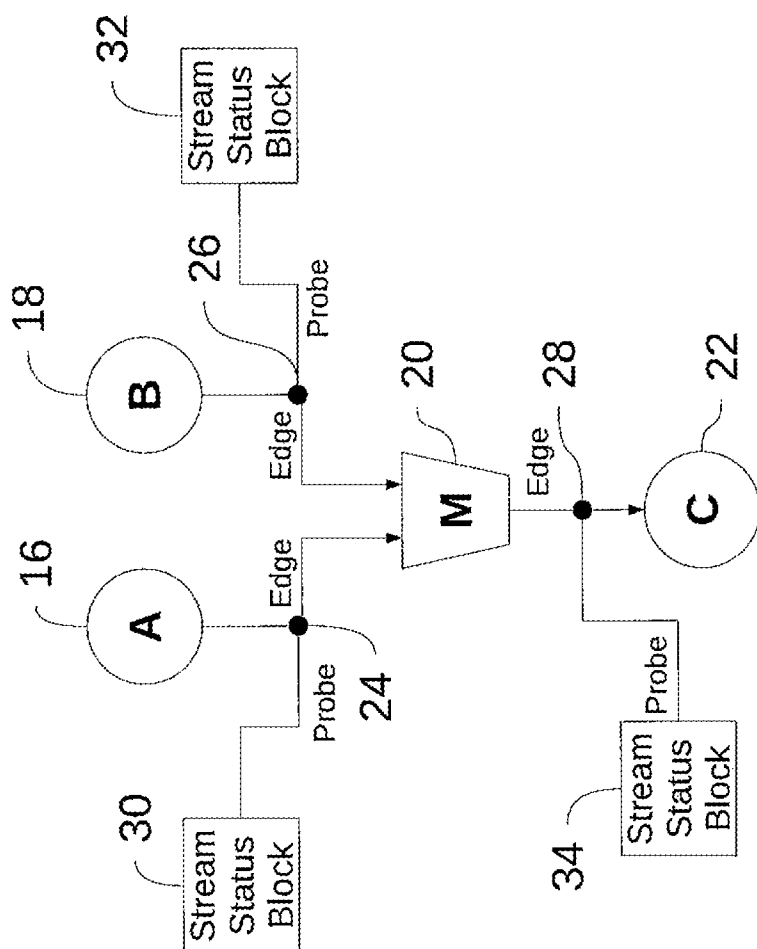 30
16
18
32
A
B
Stream
Status
Block
26
Stream
Status
Block
Edge
Edge
Probe
Probe
24
20
M
Edge
28
34
Stream
Status
Block
Probe
C
22